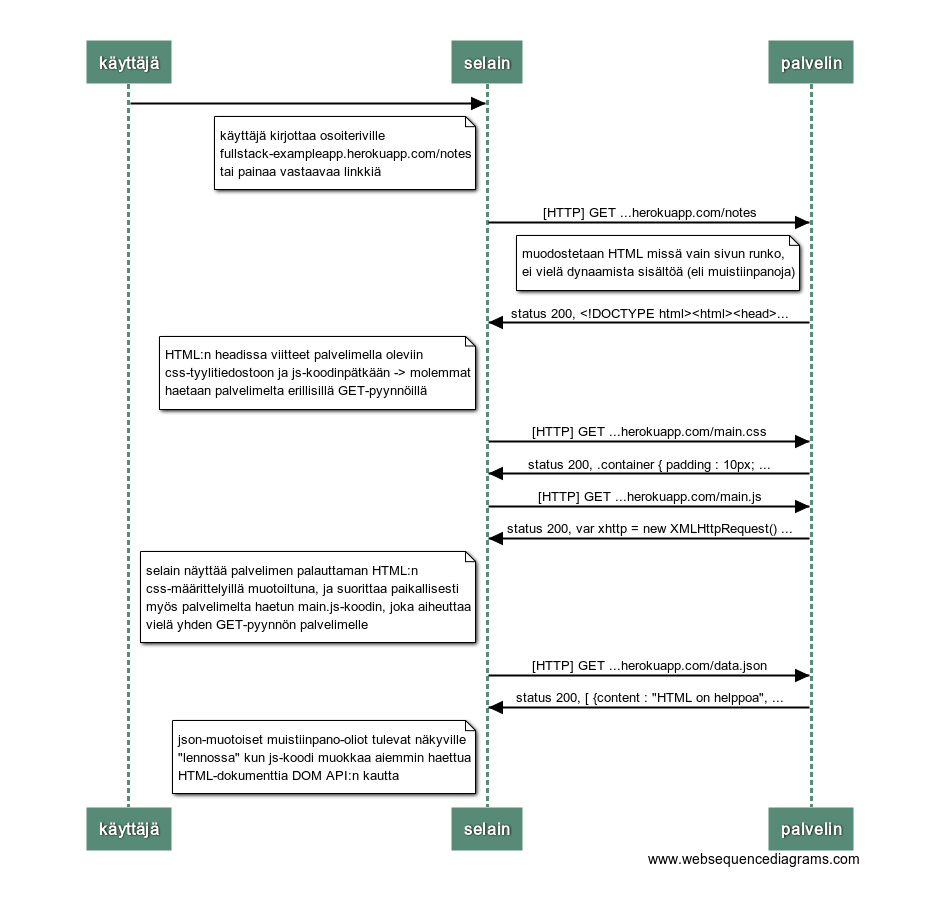 käyttäjä selain palvelin
käyttäjä kirjottaa osoiteriville
fullstack-exampleapp.herokuapp.com/notes
tai painaa vastaavaa linkkiä
[HTTP] GET ...herokuapp.com/notes
muodostetaan HTML missä vain sivun runko,
ei vielä dynaamista sisältöä (eli muistiinpanoja)
status 200, <!DOCTYPE html><html><head>...
HTML:n headissa viitteet palvelimella oleviin
css-tyylitiedostoon ja js-koodinpätkään -> molemmat
haetaan palvelimelta erillisillä GET-pyynnöillä
[HTTP] GET ...herokuapp.com/main.css
status 200, .container { padding : 10px; ...
[HTTP] GET ...herokuapp.com/main.js
status 200, var xhttp = new XMLHttpRequest() ...
selain näyttää palvelimen palauttaman HTML:n
css-määrittelyillä muotoiltuna, ja suorittaa paikallisesti
myös palvelimelta haetun main.js-koodin, joka aiheuttaa
vielä yhden GET-pyynnön palvelimelle
[HTTP] GET ...herokuapp.com/data.json
status 200, [ {content : "HTML on helppoa", ...
json-muotoiset muistiinpano-oliot tulevat näkyville
"lennossa" kun js-koodi muokkaa aiemmin haettua
HTML-dokumenttia DOM API:n kautta
käyttäjä selain palvelin
www.websequencediagrams.com